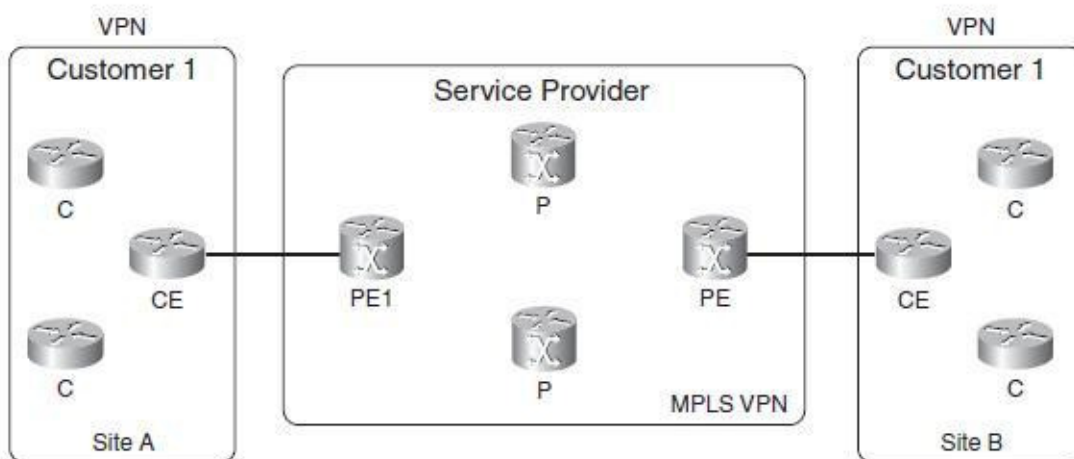 VPN
VPN
Customer 1
Service Provider
Customer 1
C
P
C
CE
PE1
PE
CE
C
P
C
MPLS VPN
Site A
Site B